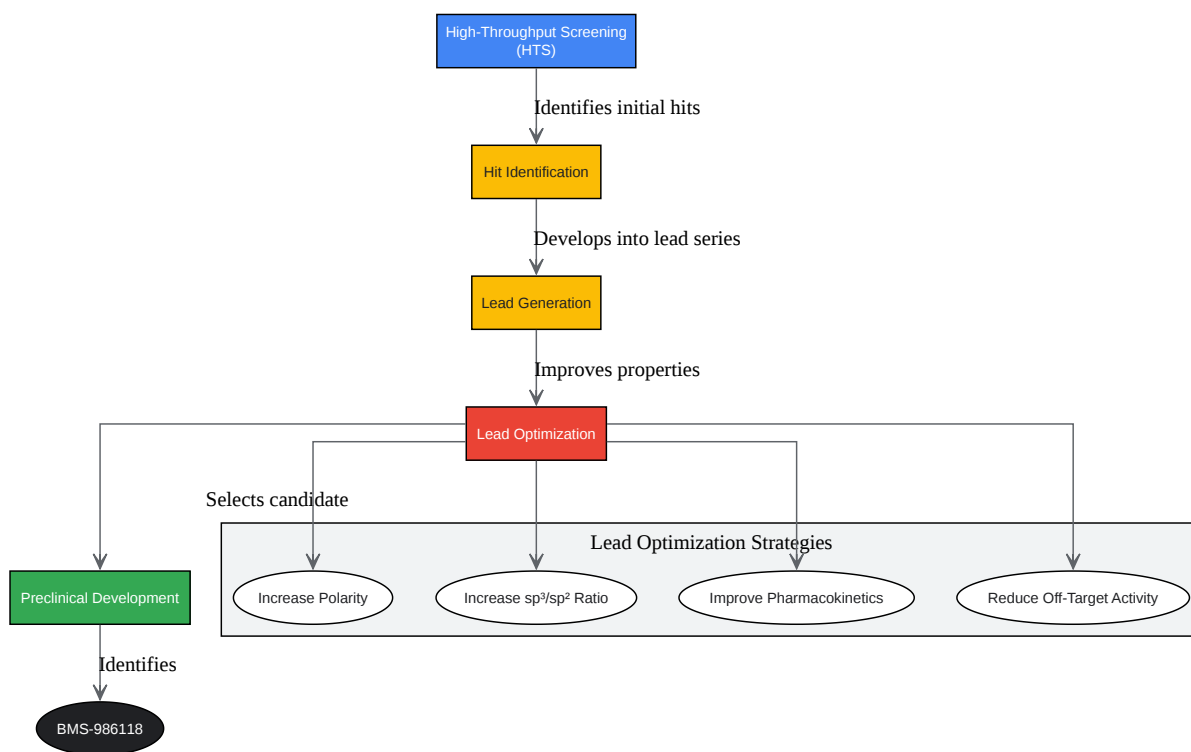 High-Throughput Screening
(HTS)
Identifies initial hits
Hit Identification
Develops into lead series
Lead Generation
Improves properties
Lead Optimization
Selects candidate
Lead Optimization Strategies
Preclinical Development
Increase Polarity
Increase sp³/sp² Ratio
Improve Pharmacokinetics
Reduce Off-Target Activity
Identifies
BMS-986118